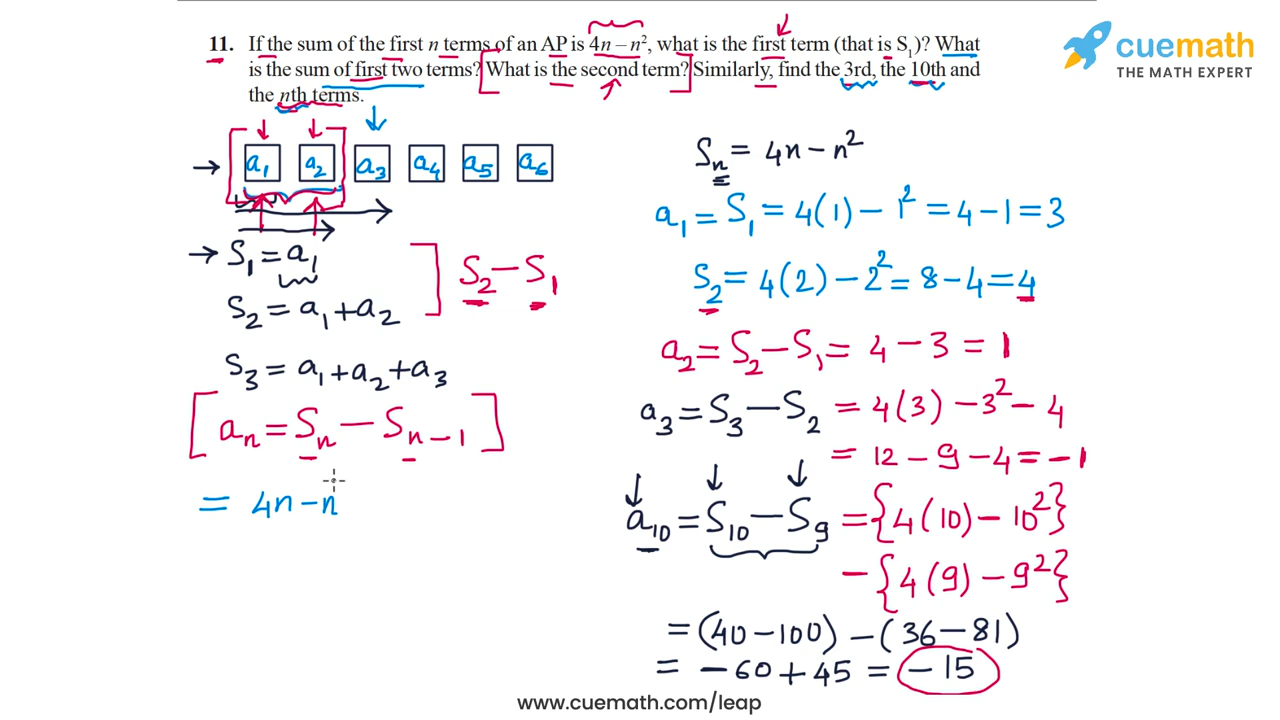 11. If the sum of the first n terms of an AP is 4n – n², what is the first term (that is S₁)? What
is the sum of first two terms? What is the second term? Similarly, find the 3rd, the 10th and
the nth terms.
cuemath
THE MATH EXPERT
→ a₁ a₂ a₃ a₄ a₅ a₆
→ S₁ = a₁
S₂ = a₁ + a₂
] S₂ – S₁
S₃ = a₁ + a₂ + a₃
[aₙ = Sₙ – Sₙ₋₁]
= 4n – n
Sₙ = 4n – n²
a₁ = S₁ = 4(1) – 1² = 4 – 1 = 3
S₂ = 4(2) – 2² = 8 – 4 = 4
a₂ = S₂ – S₁ = 4 – 3 = 1
a₃ = S₃ – S₂ = 4(3) – 3² – 4
= 12 – 9 – 4 = –1
a₁₀ = S₁₀ – S₉ = {4(10) – 10²}
– {4(9) – 9²}
= (40 – 100) – (36 – 81)
= – 60 + 45 = –15
www.cuemath.com/leap